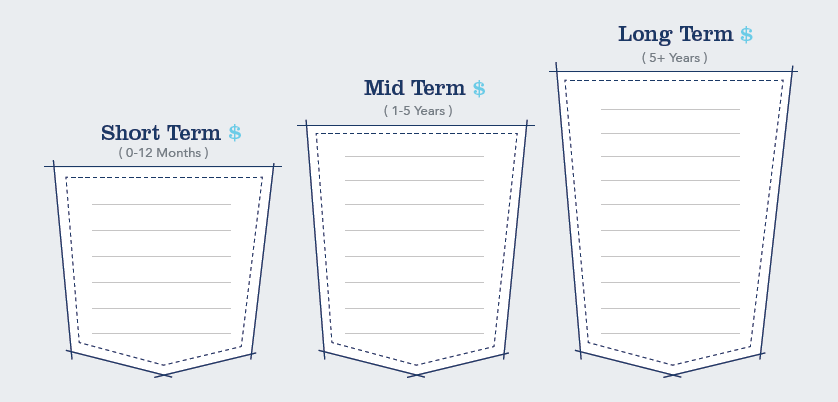 Short Term $
( 0-12 Months )
Mid Term $
( 1-5 Years )
Long Term $
( 5+ Years )